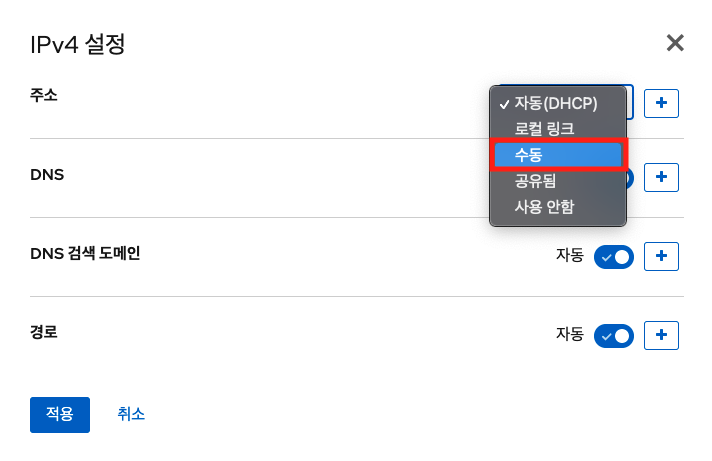 IPv4 설정
주소
✓ 자동(DHCP)
로컬 링크
수동
공유됨
사용 안함
DNS
DNS 검색 도메인
자동
경로
자동
적용 취소